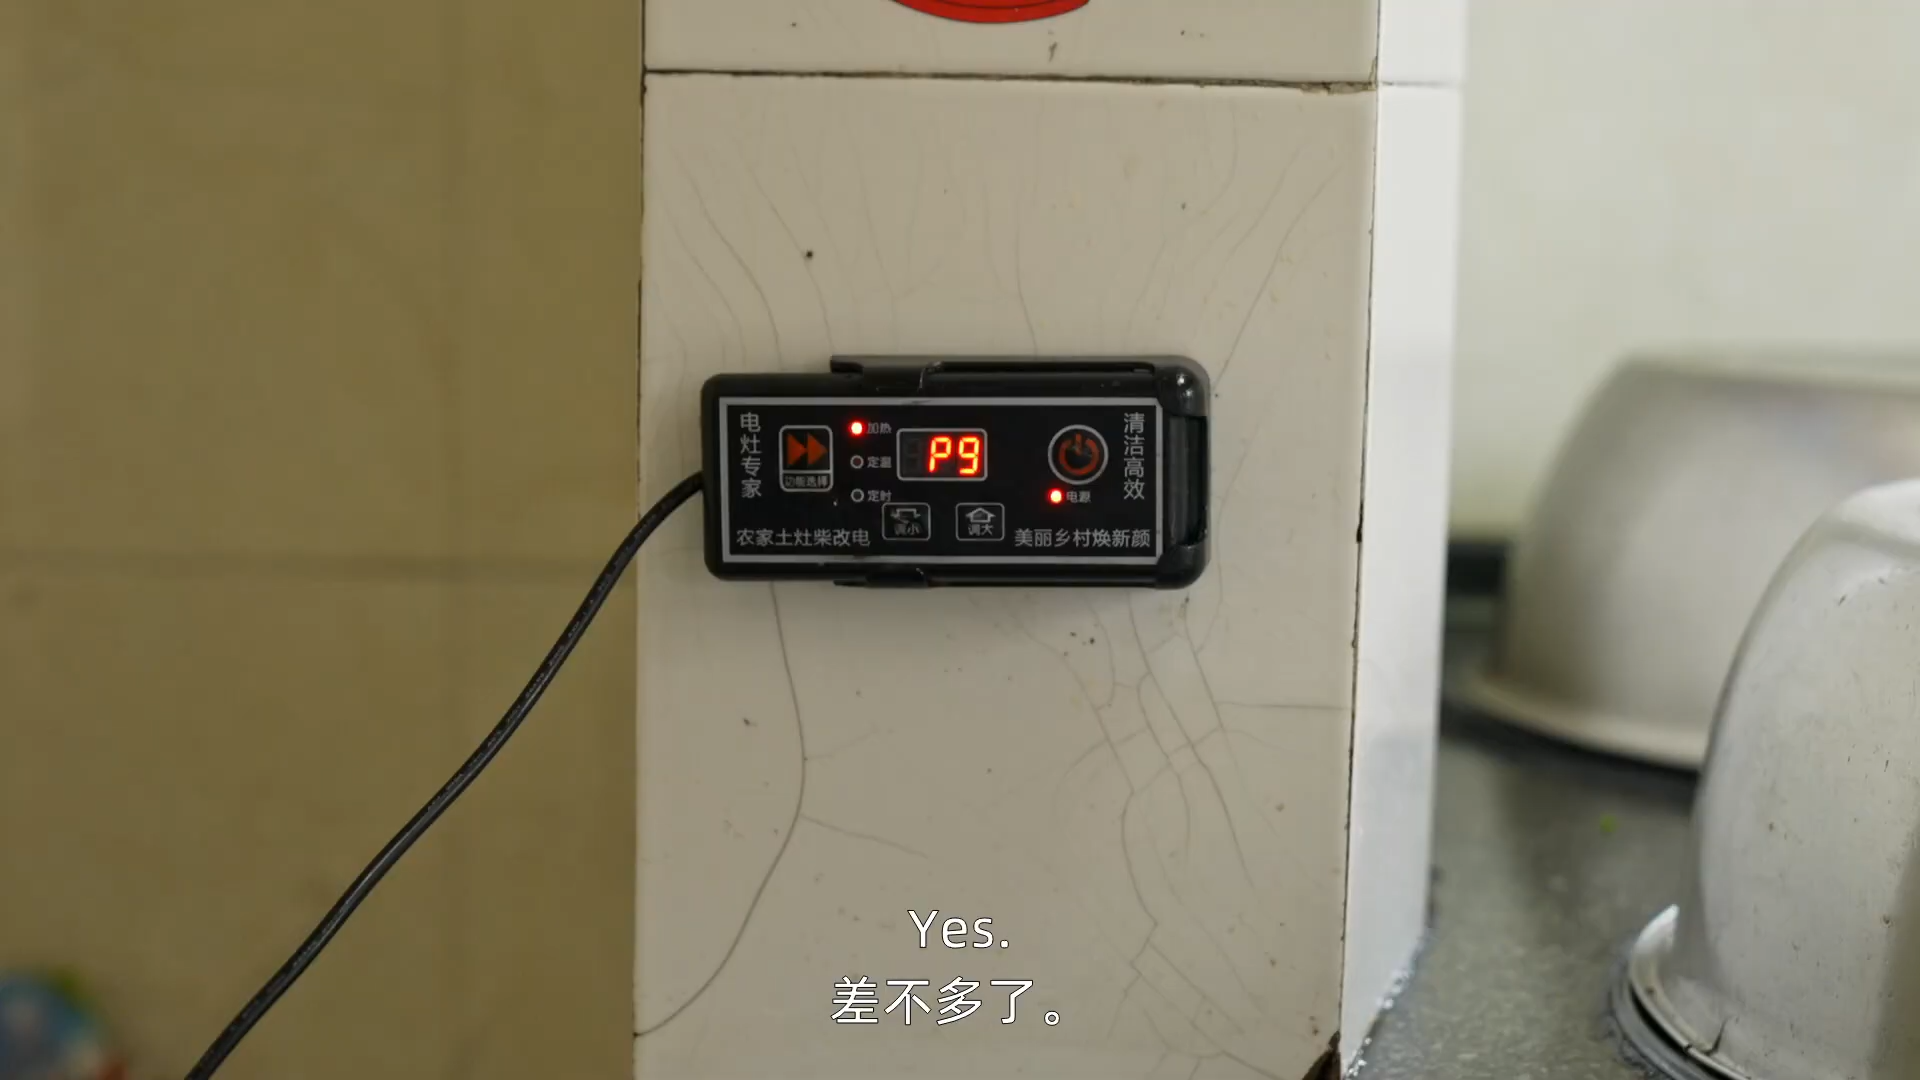 电灶专家
功能选择
加热
定温
定时
P9
电源
清洁高效
调小
调大
农家土灶柴改电
美丽乡村焕新颜
Yes.
差不多了。